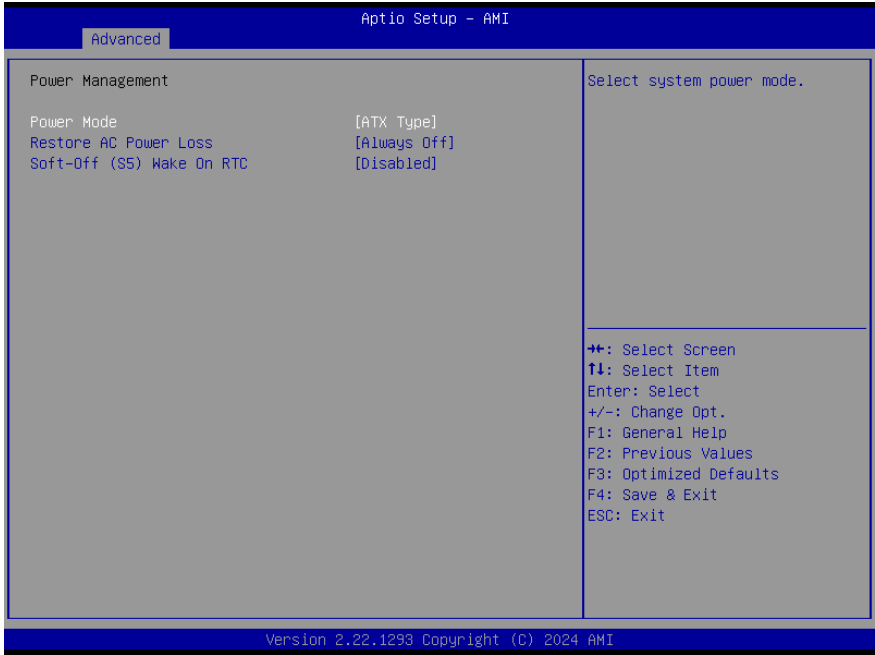 Aptio Setup – AMI
Advanced
Power Management
Power Mode [ATX Type]
Restore AC Power Loss [Always Off]
Soft-Off (S5) Wake On RTC [Disabled]
Select system power mode.
→←: Select Screen
↑↓: Select Item
Enter: Select
+/-: Change Opt.
F1: General Help
F2: Previous Values
F3: Optimized Defaults
F4: Save & Exit
ESC: Exit
Version 2.22.1293 Copyright (C) 2024 AMI